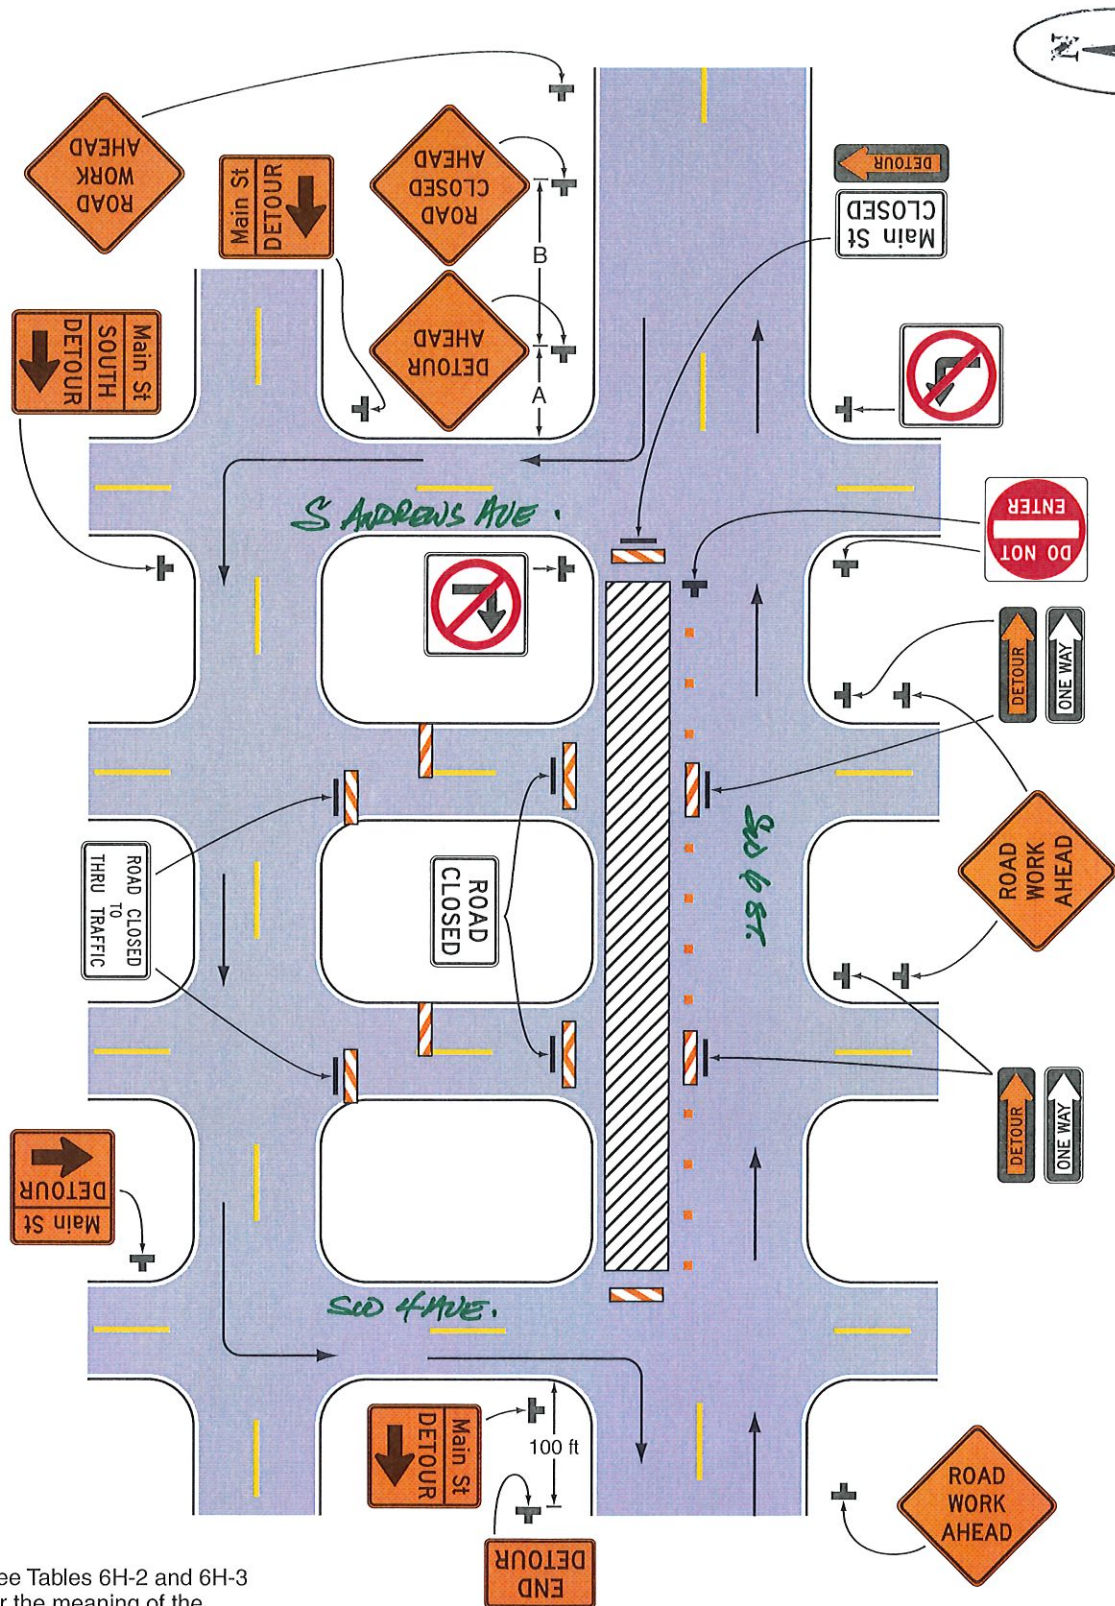 N
ROAD
WORK
AHEAD
Main St
DETOUR
ROAD
CLOSED
AHEAD
B
DETOUR
AHEAD
A
DETOUR
Main St
CLOSED
Main St
SOUTH
DETOUR
S ANDREWS AVE.
DO NOT
ENTER
DETOUR
ONE WAY
ROAD CLOSED
TO
THRU TRAFFIC
ROAD
CLOSED
SW 6 ST.
ROAD
WORK
AHEAD
DETOUR
ONE WAY
Main St
DETOUR
SW 4 AVE.
Main St
DETOUR
100 ft
END
DETOUR
ROAD
WORK
AHEAD
ee Tables 6H-2 and 6H-3
r the meaning of the